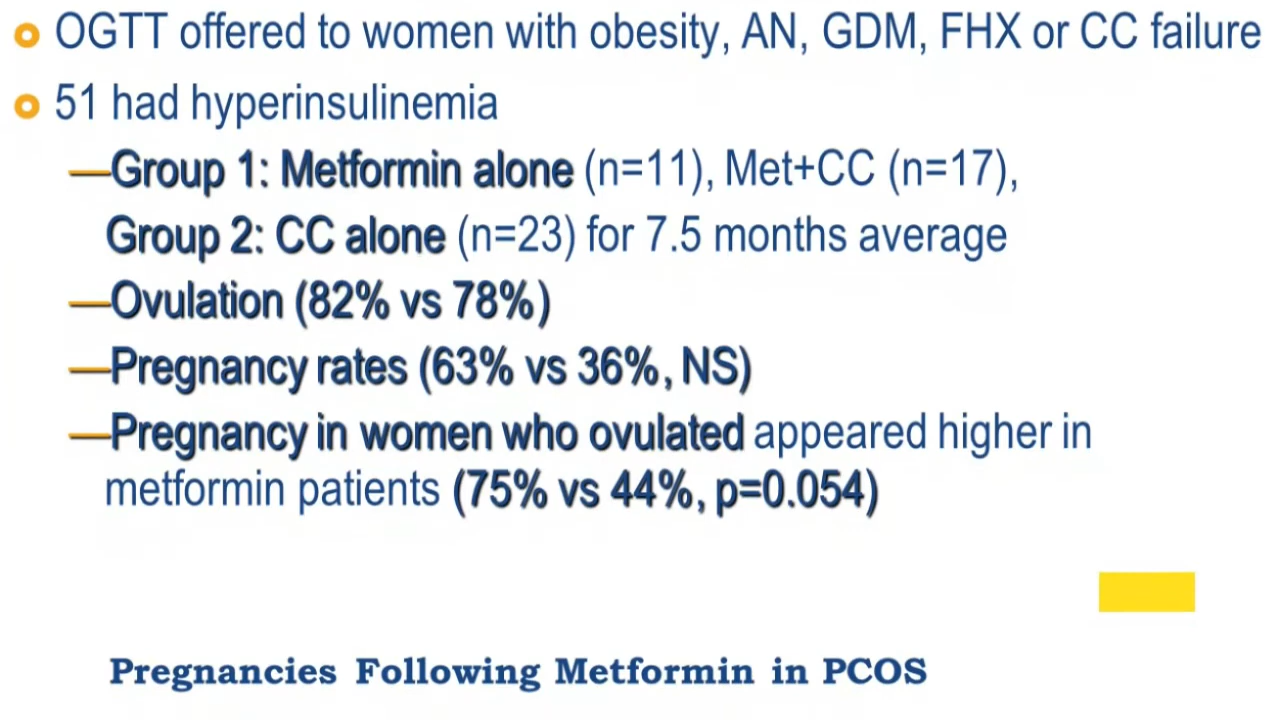 OGTT offered to women with obesity, AN, GDM, FHX or CC failure
51 had hyperinsulinemia
—Group 1: Metformin alone (n=11), Met+CC (n=17),
Group 2: CC alone (n=23) for 7.5 months average
—Ovulation (82% vs 78%)
—Pregnancy rates (63% vs 36%, NS)
—Pregnancy in women who ovulated appeared higher in
metformin patients (75% vs 44%, p=0.054)
Pregnancies Following Metformin in PCOS